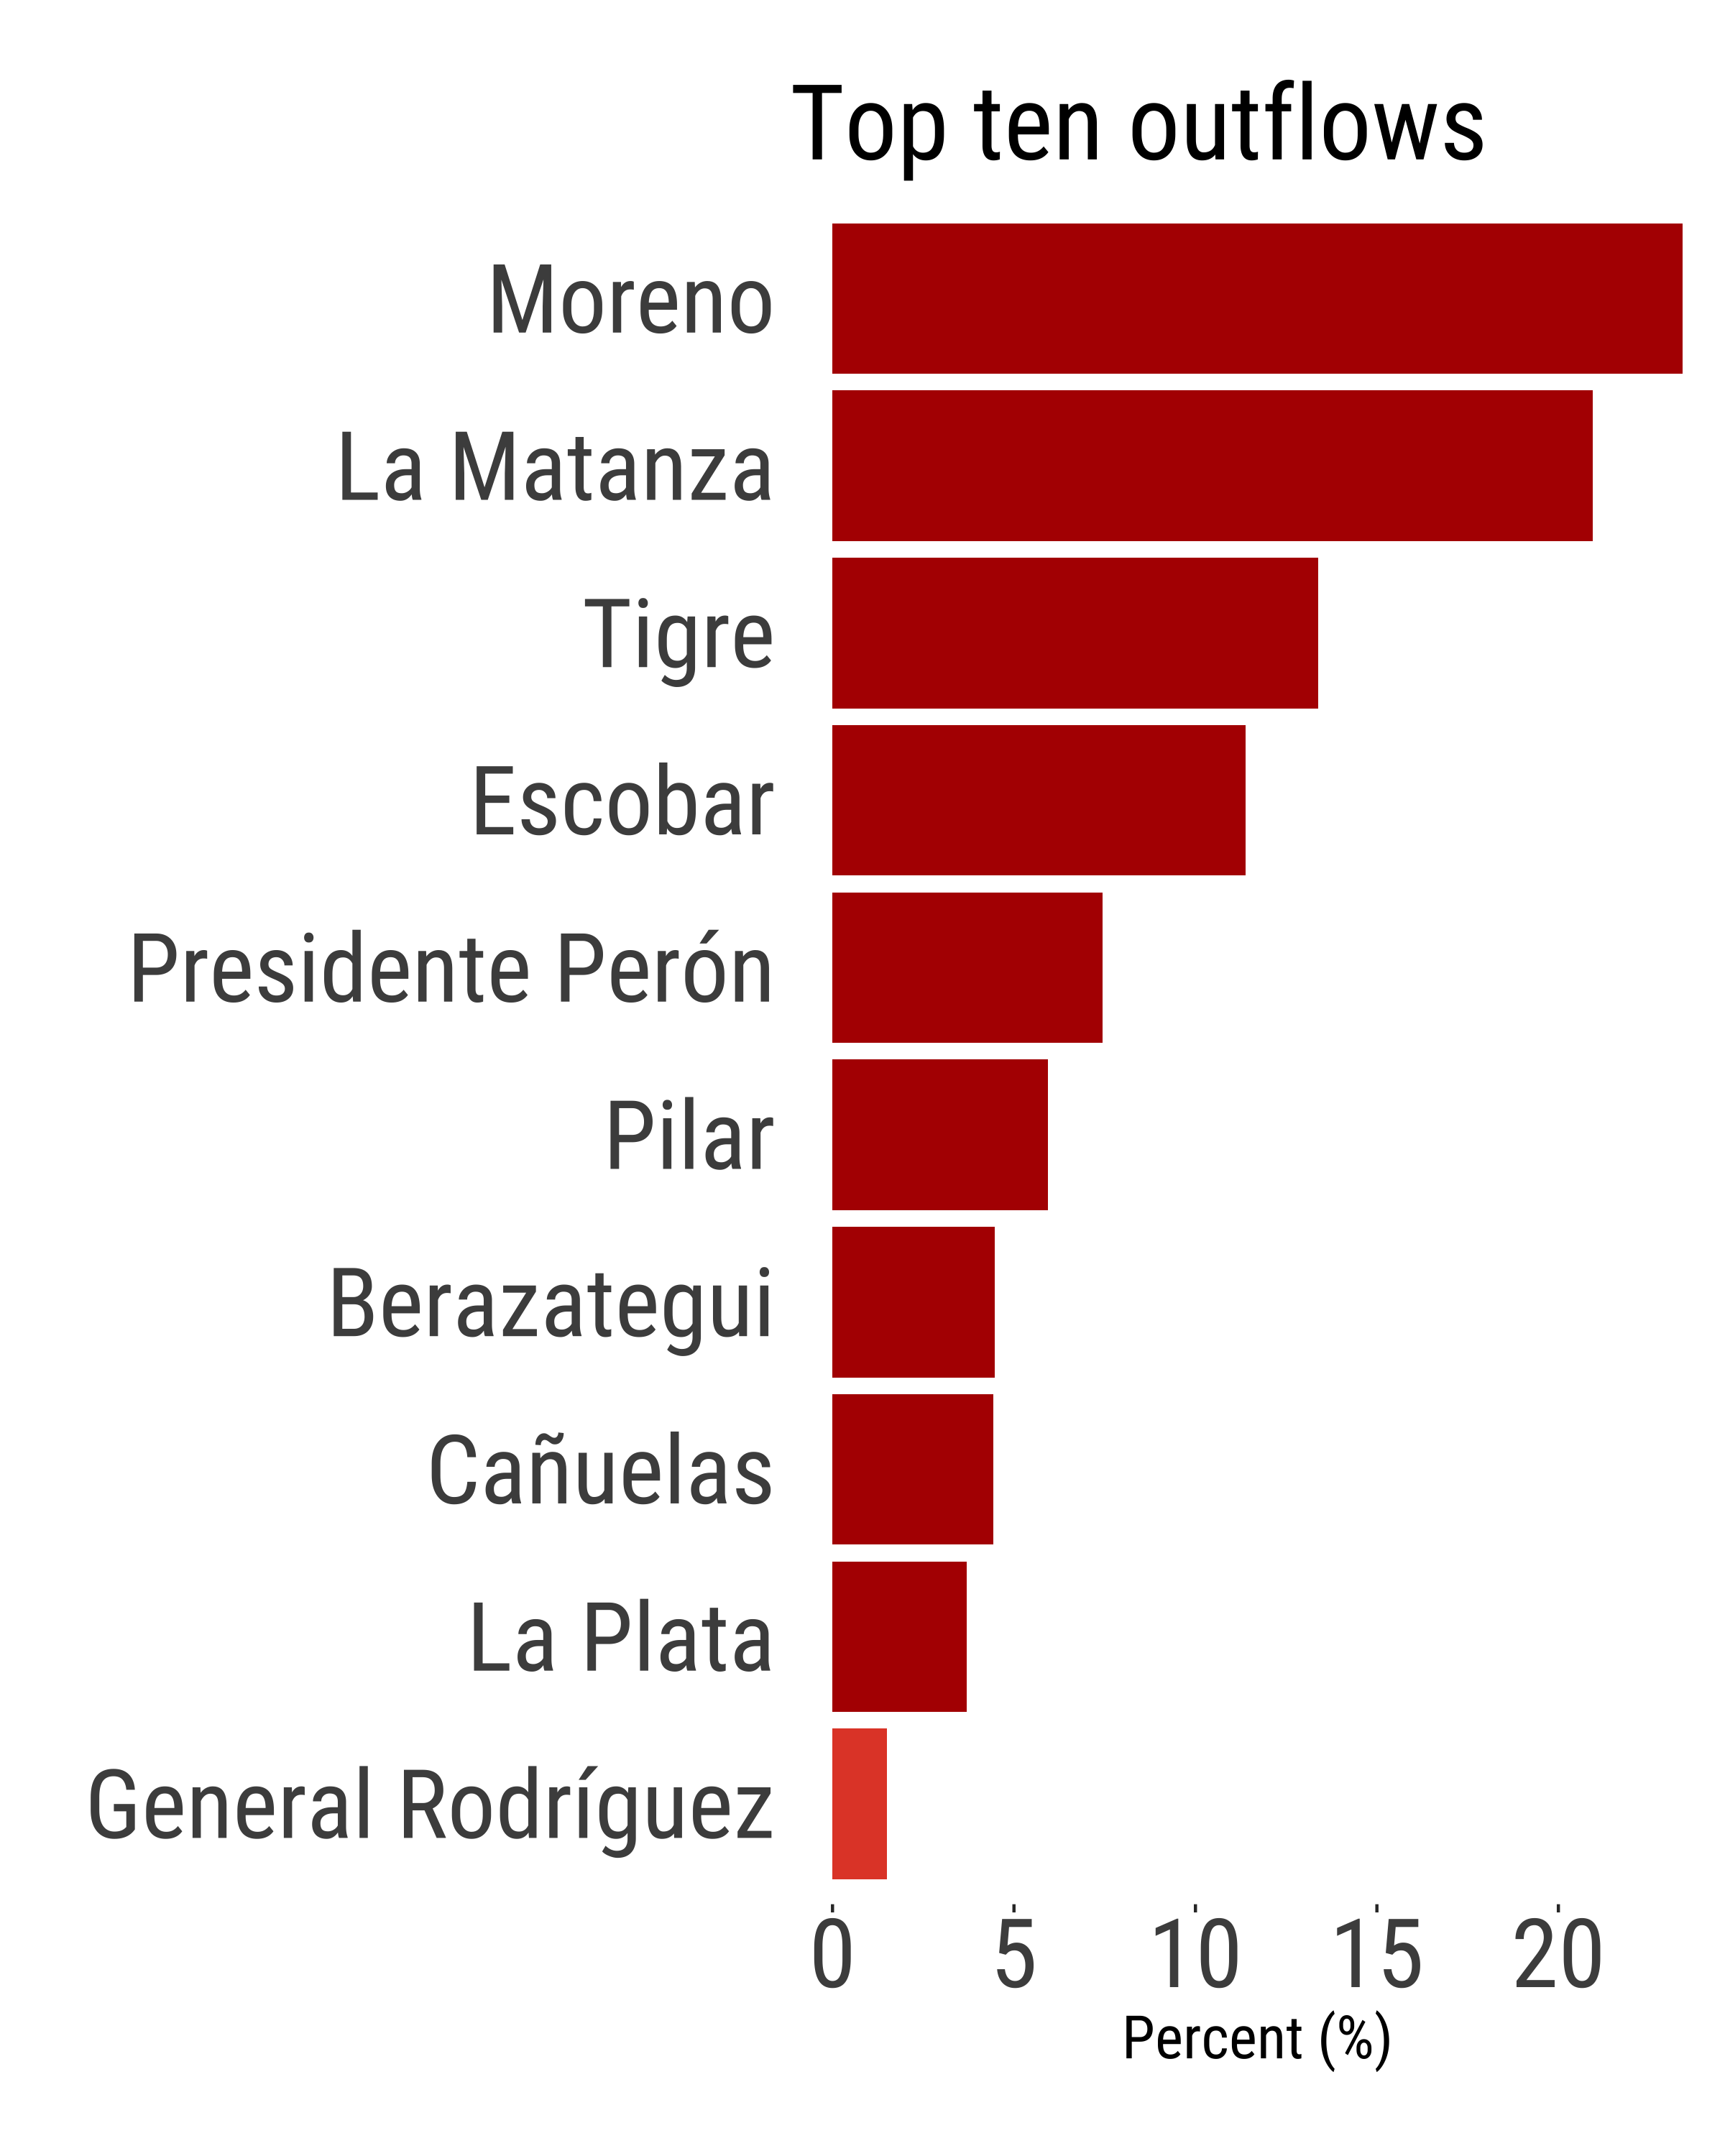 Top ten outflows
Moreno
La Matanza
Tigre
Escobar
Presidente Perón
Pilar
Berazategui
Cañuelas
La Plata
General Rodríguez
0 5 10 15 20
Percent (%)